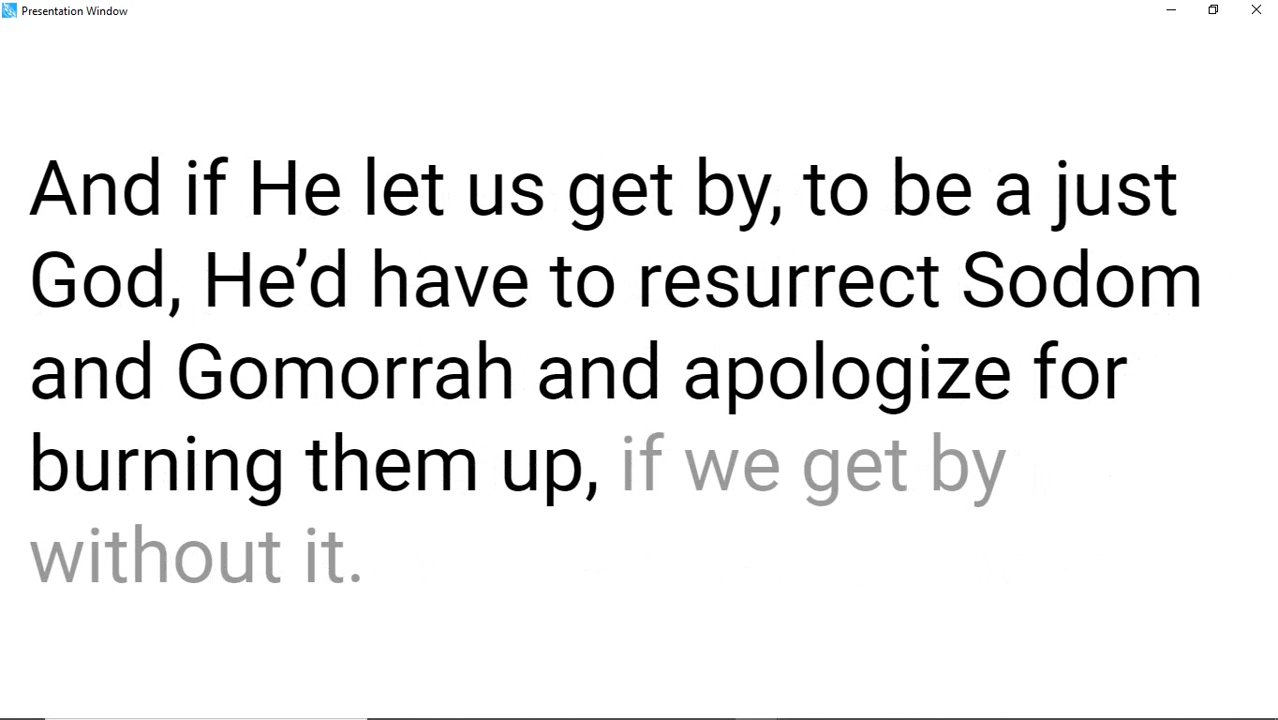 Presentation Window
And if He let us get by, to be a just
God, He’d have to resurrect Sodom
and Gomorrah and apologize for
burning them up, if we get by
without it.